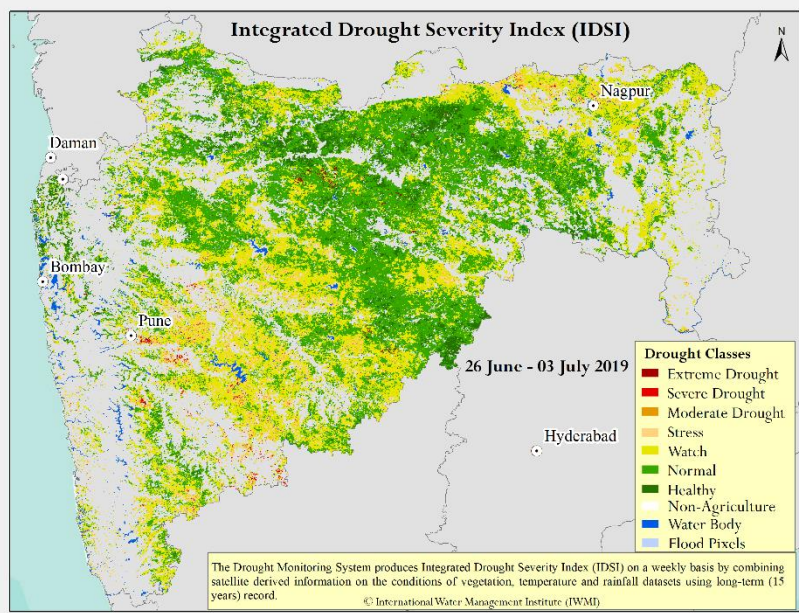 Integrated Drought Severity Index (IDSI)
N
Nagpur
Daman
Bombay
Pune
26 June - 03 July 2019
Hyderabad
Drought Classes
Extreme Drought
Severe Drought
Moderate Drought
Stress
Watch
Normal
Healthy
Non-Agriculture
Water Body
Flood Pixels
The Drought Monitoring System produces Integrated Drought Severity Index (IDSI) on a weekly basis by combining
satellite derived information on the conditions of vegetation, temperature and rainfall datasets using long-term (15
years) record.
© International Water Management Institute (IWMI)